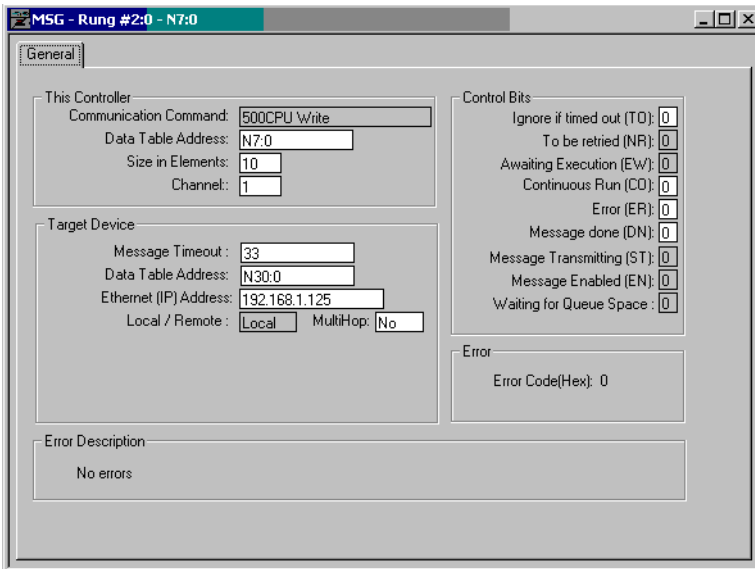 MSG - Rung #2:0 - N7:0
General
This Controller
Communication Command: 500CPU Write
Data Table Address: N7:0
Size in Elements: 10
Channel:: 1
Target Device
Message Timeout : 33
Data Table Address: N30:0
Ethernet (IP) Address: 192.168.1.125
Local / Remote : Local MultiHop: No
Control Bits
Ignore if timed out (TO): 0
To be retried (NR): 0
Awaiting Execution (EW): 0
Continuous Run (CO): 0
Error (ER): 0
Message done (DN): 0
Message Transmitting (ST): 0
Message Enabled (EN): 0
Waiting for Queue Space : 0
Error
Error Code(Hex): 0
Error Description
No errors